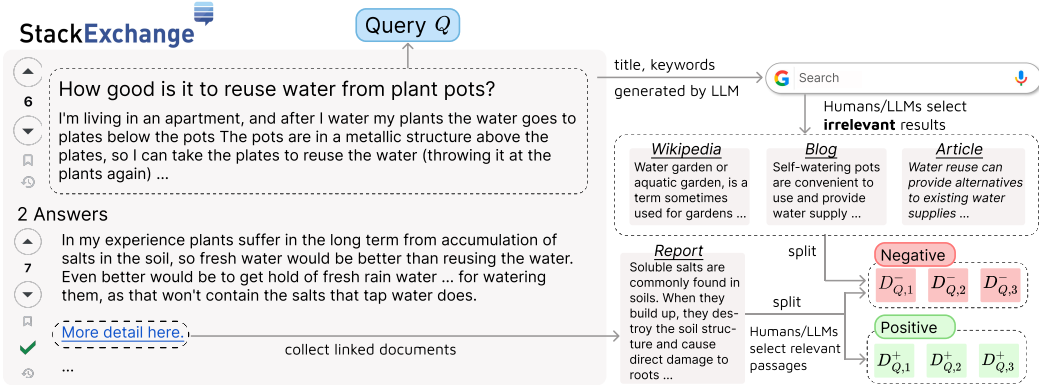 StackExchange
Query Q
6
How good is it to reuse water from plant pots?
I'm living in an apartment, and after I water my plants the water goes to
plates below the pots The pots are in a metallic structure above the
plates, so I can take the plates to reuse the water (throwing it at the
plants again) ...
2 Answers
7
In my experience plants suffer in the long term from accumulation of
salts in the soil, so fresh water would be better than reusing the water.
Even better would be to get hold of fresh rain water ... for watering
them, as that won't contain the salts that tap water does.
More detail here.
...
collect linked documents
title, keywords
generated by LLM
Search
Humans/LLMs select
irrelevant results
Wikipedia
Water garden or
aquatic garden, is a
term sometimes
used for gardens ...
Blog
Self-watering pots
are convenient to
use and provide
water supply ...
Article
Water reuse can
provide alternatives
to existing water
supplies ...
Report
Soluble salts are
commonly found in
soils. When they
build up, they des-
troy the soil struc-
ture and cause
direct damage to
roots ...
split
split
Humans/LLMs
select relevant
passages
Negative
D⁻Q,1 D⁻Q,2 D⁻Q,3
Positive
D⁺Q,1 D⁺Q,2 D⁺Q,3